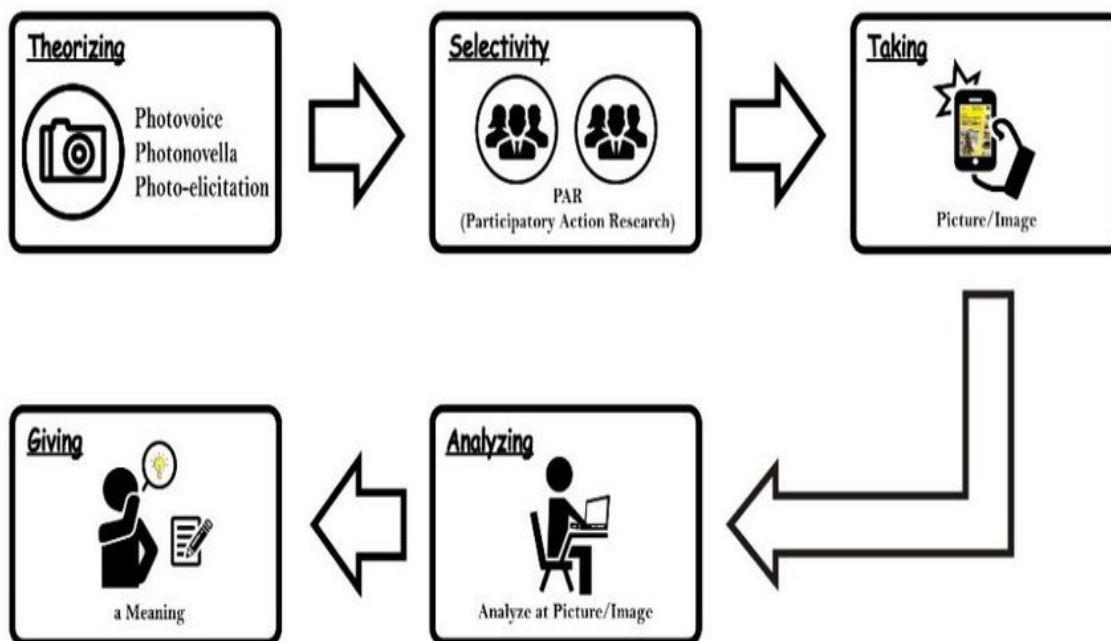 Theorizing
Photovoice
Photonovella
Photo-elicitation
Selectivity
PAR
(Participatory Action Research)
Taking
Picture/Image
Giving
a Meaning
Analyzing
Analyze at Picture/Image